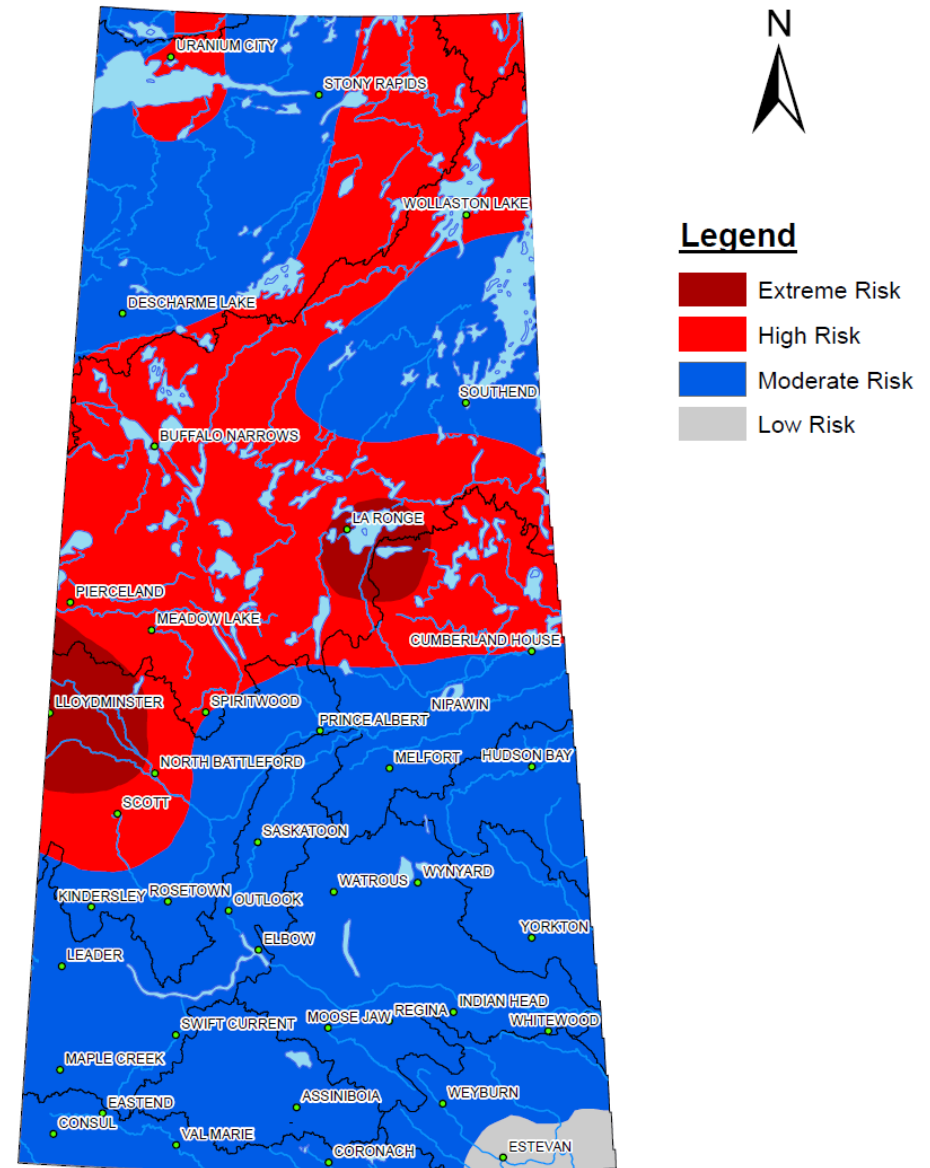 N
URANIUM CITY
STONY RAPIDS
WOLLASTON LAKE
Legend
Extreme Risk
DESCHARME LAKE
High Risk
Moderate Risk
SOUTHEND
Low Risk
BUFFALO NARROWS
LA RONGE
PIERCELAND
MEADOW LAKE
CUMBERLAND HOUSE
LLOYDMINSTER
SPIRITWOOD
NIPAWIN
PRINCE ALBERT
NORTH BATTLEFORD
MELFORT
HUDSON BAY
SCOTT
SASKATOON
WATROUS
WYNYARD
KINDERSLEY
ROSETOWN
OUTLOOK
YORKTON
ELBOW
LEADER
INDIAN HEAD
REGINA
MOOSE JAW
SWIFT CURRENT
WHITEWOOD
MAPLE CREEK
WEYBURN
ASSINIBOIA
EASTEND
CONSUL
VAL MARIE
ESTEVAN
CORONACH